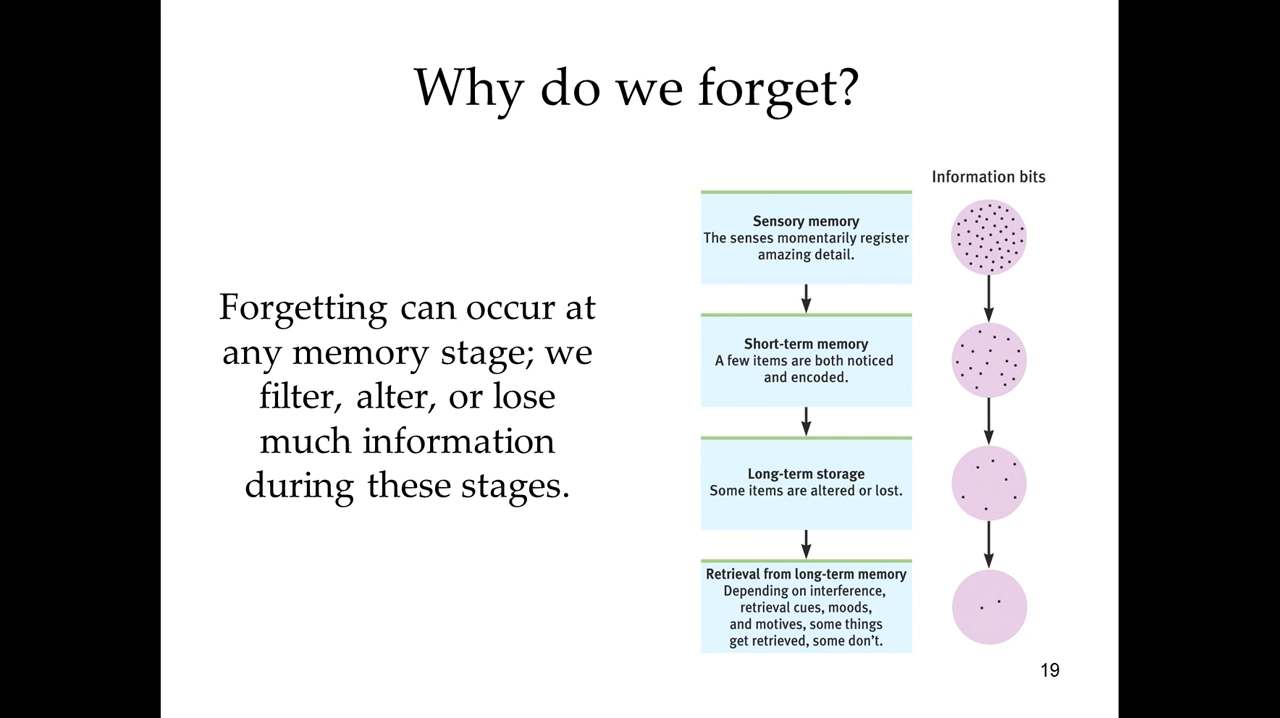 Why do we forget?
Forgetting can occur at
any memory stage; we
filter, alter, or lose
much information
during these stages.
Information bits
Sensory memory
The senses momentarily register
amazing detail.
Short-term memory
A few items are both noticed
and encoded.
Long-term storage
Some items are altered or lost.
Retrieval from long-term memory
Depending on interference,
retrieval cues, moods,
and motives, some things
get retrieved, some don’t.
19